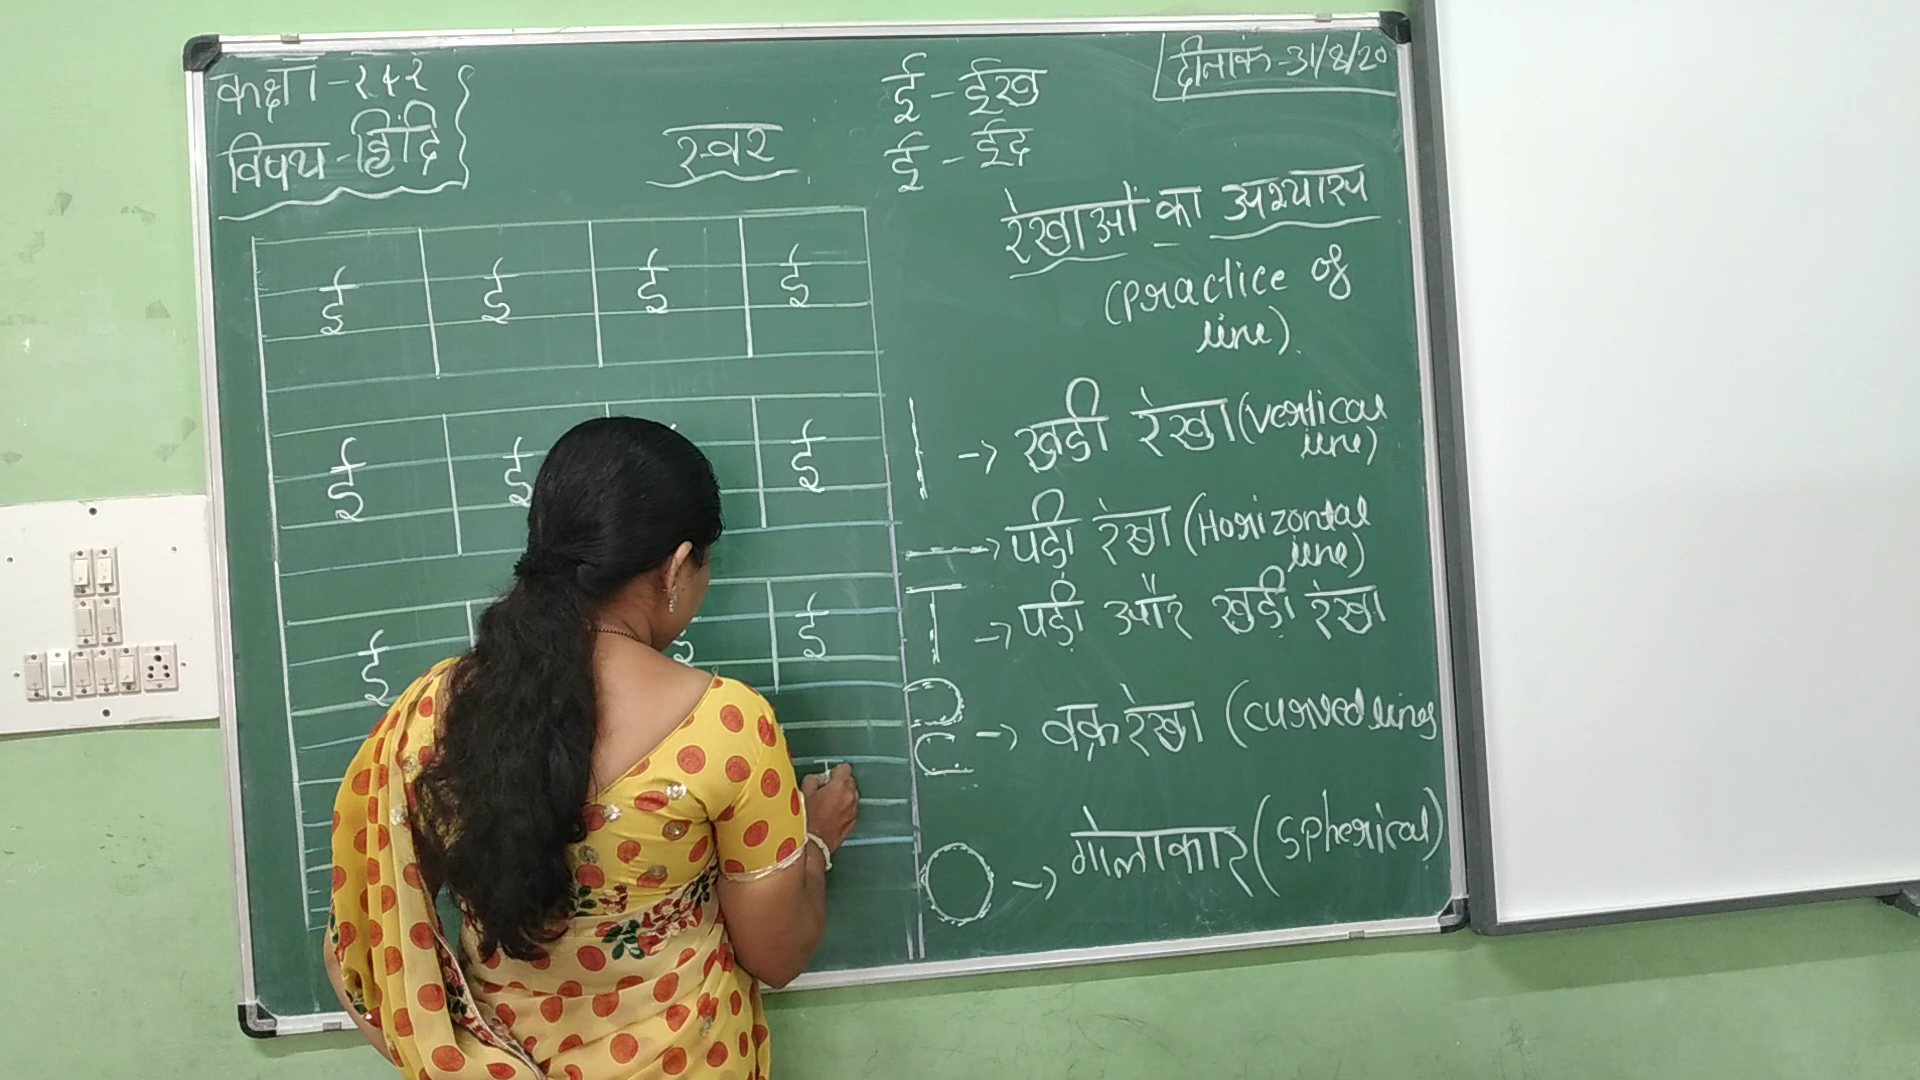 कक्षा - १ & २
विषय - हिंदि
स्वर
ई - ईख
ई - ईद
दीनांक - 31/8/20
ई ई ई ई
ई ई ई
ई ई
रेखाओं का अभ्यास
(Practice of
line)
| -> खडी रेखा (Vertical
line)
— -> पडी रेखा (Horizontal
line)
T -> पडी और खडी रेखा
-> वक्र रेखा (curved lines
O -> गोलाकार (Spherical)